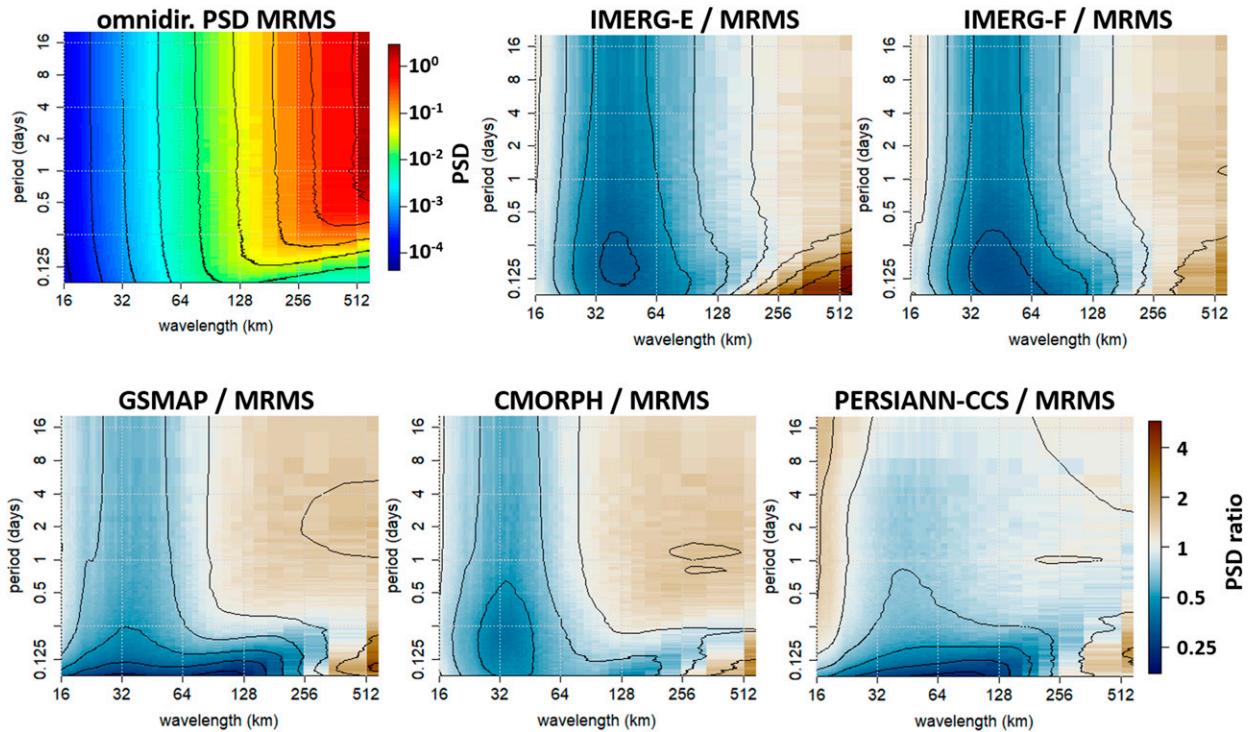 omnidir. PSD MRMS
IMERG-E / MRMS
IMERG-F / MRMS
period (days)
16
8
4
2
1
0.5
0.125
16 32 64 128 256 512
wavelength (km)
10⁰
10⁻¹
10⁻²
10⁻³
10⁻⁴
PSD
period (days)
16
8
4
2
1
0.5
0.125
16 32 64 128 256 512
wavelength (km)
period (days)
16
8
4
2
1
0.5
0.125
16 32 64 128 256 512
wavelength (km)
GSMAP / MRMS
CMORPH / MRMS
PERSIANN-CCS / MRMS
period (days)
16
8
4
2
1
0.5
0.125
16 32 64 128 256 512
wavelength (km)
period (days)
16
8
4
2
1
0.5
0.125
16 32 64 128 256 512
wavelength (km)
period (days)
16
8
4
2
1
0.5
0.125
16 32 64 128 256 512
wavelength (km)
4
2
1
0.5
0.25
PSD ratio